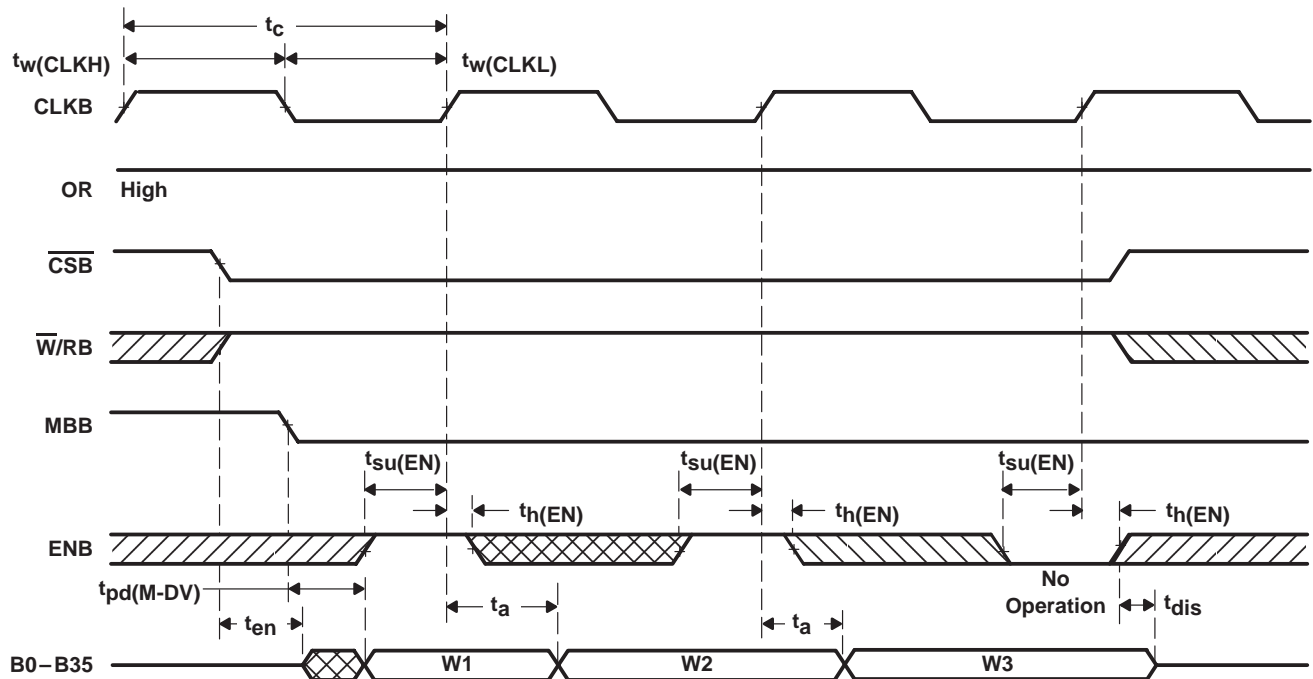 tc
tw(CLKH)
tw(CLKL)
CLKB
OR High
CSB
W/RB
MBB
tsu(EN) tsu(EN) tsu(EN)
th(EN) th(EN) th(EN)
ENB
tpd(M-DV)
No
Operation
ta
ta
tdis
ten
B0–B35 W1 W2 W3